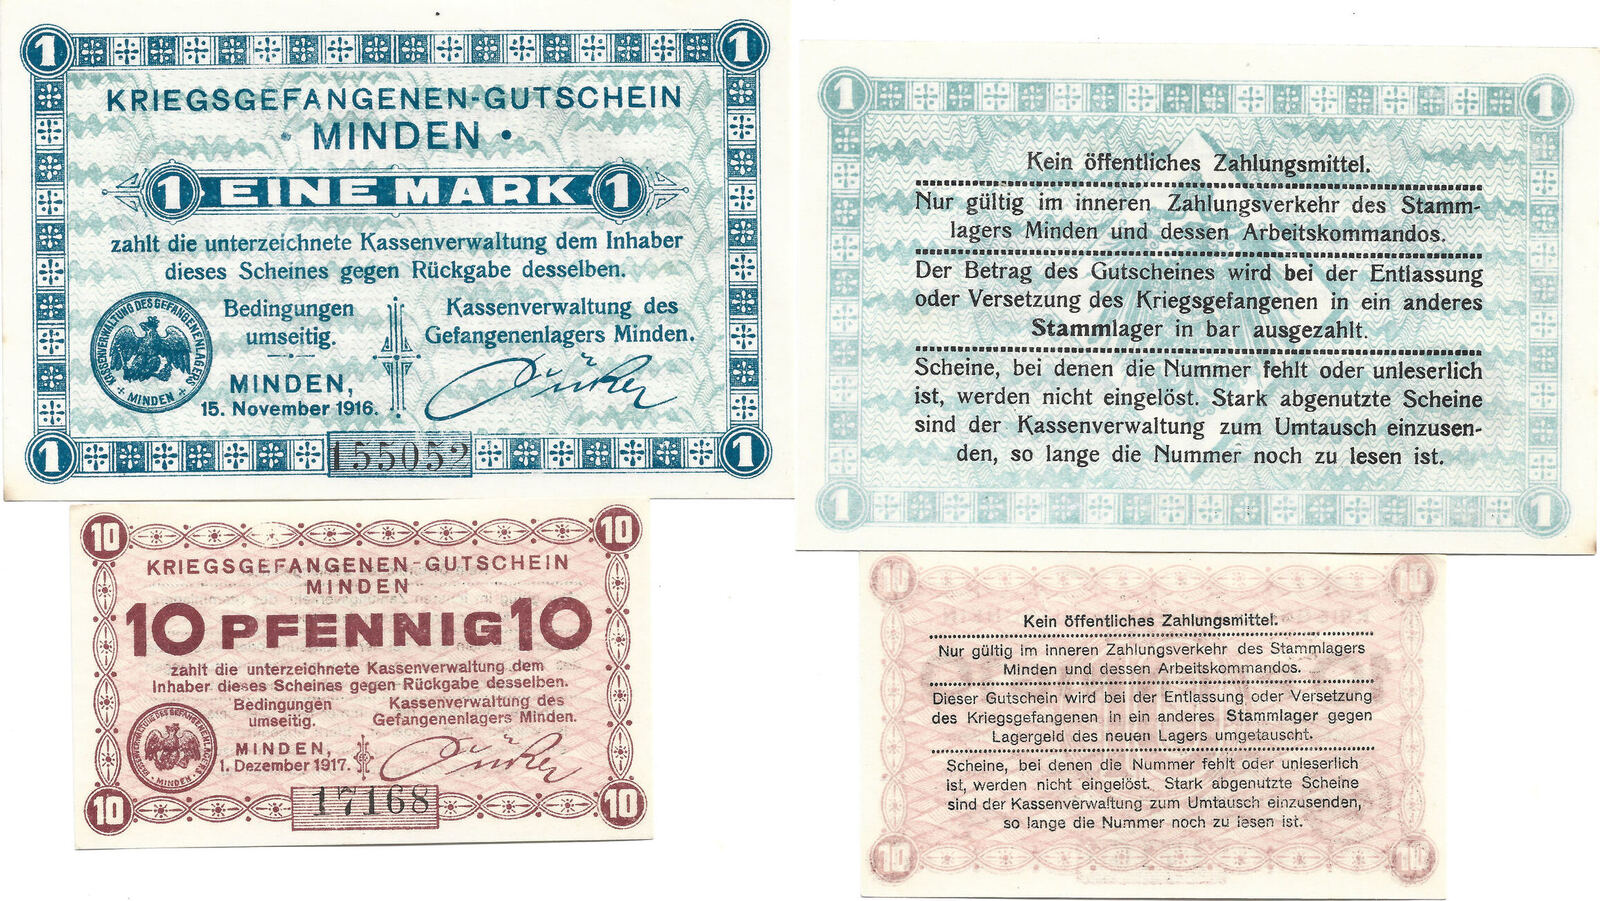 1 1
KRIEGSGEFANGENEN-GUTSCHEIN
· MINDEN ·
1 EINE MARK 1
zahlt die unterzeichnete Kassenverwaltung dem Inhaber
dieses Scheines gegen Rückgabe desselben.
Bedingungen
umseitig.
Kassenverwaltung des
Gefangenenlagers Minden.
KASSENVERWALTUNG DES GEFANGENENLAGERS
+ MINDEN +
MINDEN,
15. November 1916.
1 155052 1
1 1
Kein öffentliches Zahlungsmittel.
Nur gültig im inneren Zahlungsverkehr des Stamm-
lagers Minden und dessen Arbeitskommandos.
Der Betrag des Gutscheines wird bei der Entlassung
oder Versetzung des Kriegsgefangenen in ein anderes
Stammlager in bar ausgezahlt.
Scheine, bei denen die Nummer fehlt oder unleserlich
ist, werden nicht eingelöst. Stark abgenutzte Scheine
sind der Kassenverwaltung zum Umtausch einzusen-
den, so lange die Nummer noch zu lesen ist.
1 1
10 10
KRIEGSGEFANGENEN-GUTSCHEIN
MINDEN
10 PFENNIG 10
zahlt die unterzeichnete Kassenverwaltung dem
Inhaber dieses Scheines gegen Rückgabe desselben.
Bedingungen
umseitig.
Kassenverwaltung des
Gefangenenlagers Minden.
KASSENVERWALTUNG DES GEFANGENENLAGERS
· MINDEN ·
MINDEN,
1. Dezember 1917.
10 17168 10
10 10
Kein öffentliches Zahlungsmittel.
Nur gültig im inneren Zahlungsverkehr des Stammlagers
Minden und dessen Arbeitskommandos.
Dieser Gutschein wird bei der Entlassung oder Versetzung
des Kriegsgefangenen in ein anderes Stammlager gegen
Lagergeld des neuen Lagers umgetauscht.
Scheine, bei denen die Nummer fehlt oder unleserlich
ist, werden nicht eingelöst. Stark abgenutzte Scheine
sind der Kassenverwaltung zum Umtausch einzusenden,
so lange die Nummer noch zu lesen ist.
10 10